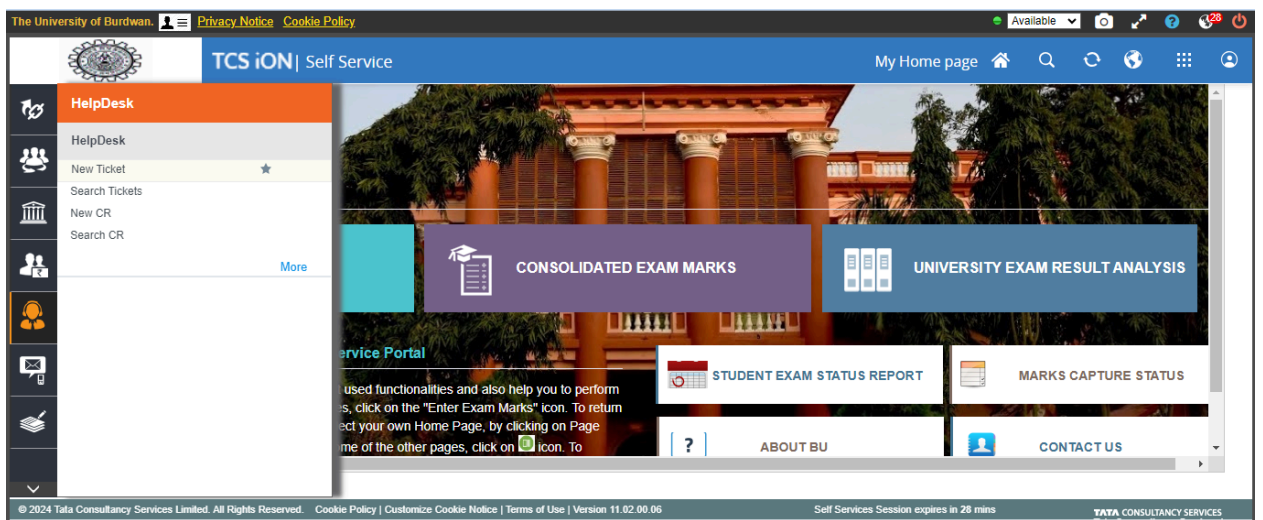 The University of Burdwan. Privacy Notice Cookie Policy Available 28
TCS iON | Self Service My Home page
HelpDesk
HelpDesk
New Ticket
Search Tickets
New CR
Search CR
More
CONSOLIDATED EXAM MARKS
UNIVERSITY EXAM RESULT ANALYSIS
ervice Portal
used functionalities and also help you to perform
es, click on the "Enter Exam Marks" icon. To return
ect your own Home Page, by clicking on Page
me of the other pages, click on icon. To
STUDENT EXAM STATUS REPORT
MARKS CAPTURE STATUS
ABOUT BU
CONTACT US
© 2024 Tata Consultancy Services Limited. All Rights Reserved. Cookie Policy | Customize Cookie Notice | Terms of Use | Version 11.02.00.06 Self Services Session expires in 28 mins TATA CONSULTANCY SERVICES